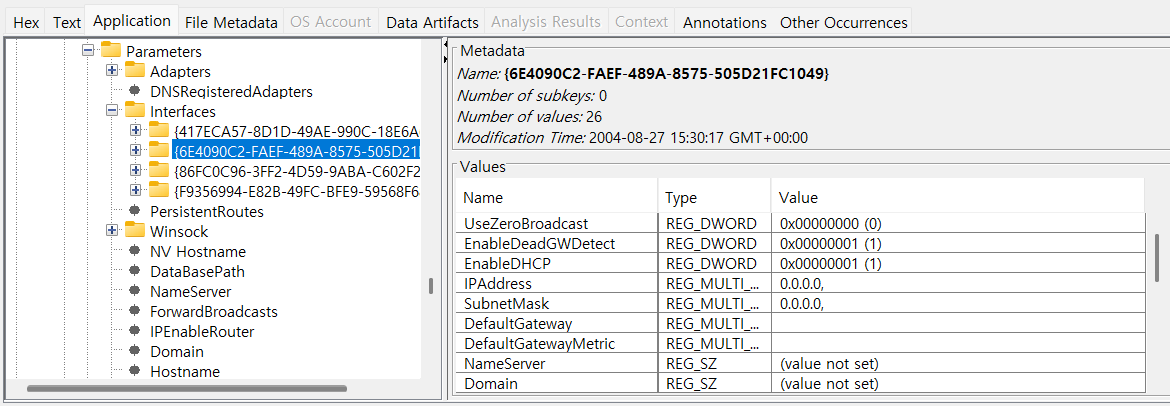 Hex Text Application File Metadata OS Account Data Artifacts Analysis Results Context Annotations Other Occurrences
Parameters
Adapters
DNSRegisteredAdapters
Interfaces
{417ECA57-8D1D-49AE-990C-18E6A
{6E4090C2-FAEF-489A-8575-505D21F
{86FC0C96-3FF2-4D59-9ABA-C602F2
{F9356994-E82B-49FC-BFE9-59568F6
PersistentRoutes
Winsock
NV Hostname
DataBasePath
NameServer
ForwardBroadcasts
IPEnableRouter
Domain
Hostname
Metadata
Name: {6E4090C2-FAEF-489A-8575-505D21FC1049}
Number of subkeys: 0
Number of values: 26
Modification Time: 2004-08-27 15:30:17 GMT+00:00
Values
Name Type Value
UseZeroBroadcast REG_DWORD 0x00000000 (0)
EnableDeadGWDetect REG_DWORD 0x00000001 (1)
EnableDHCP REG_DWORD 0x00000001 (1)
IPAddress REG_MULTI_... 0.0.0.0,
SubnetMask REG_MULTI_... 0.0.0.0,
DefaultGateway REG_MULTI_...
DefaultGatewayMetric REG_MULTI_...
NameServer REG_SZ (value not set)
Domain REG_SZ (value not set)